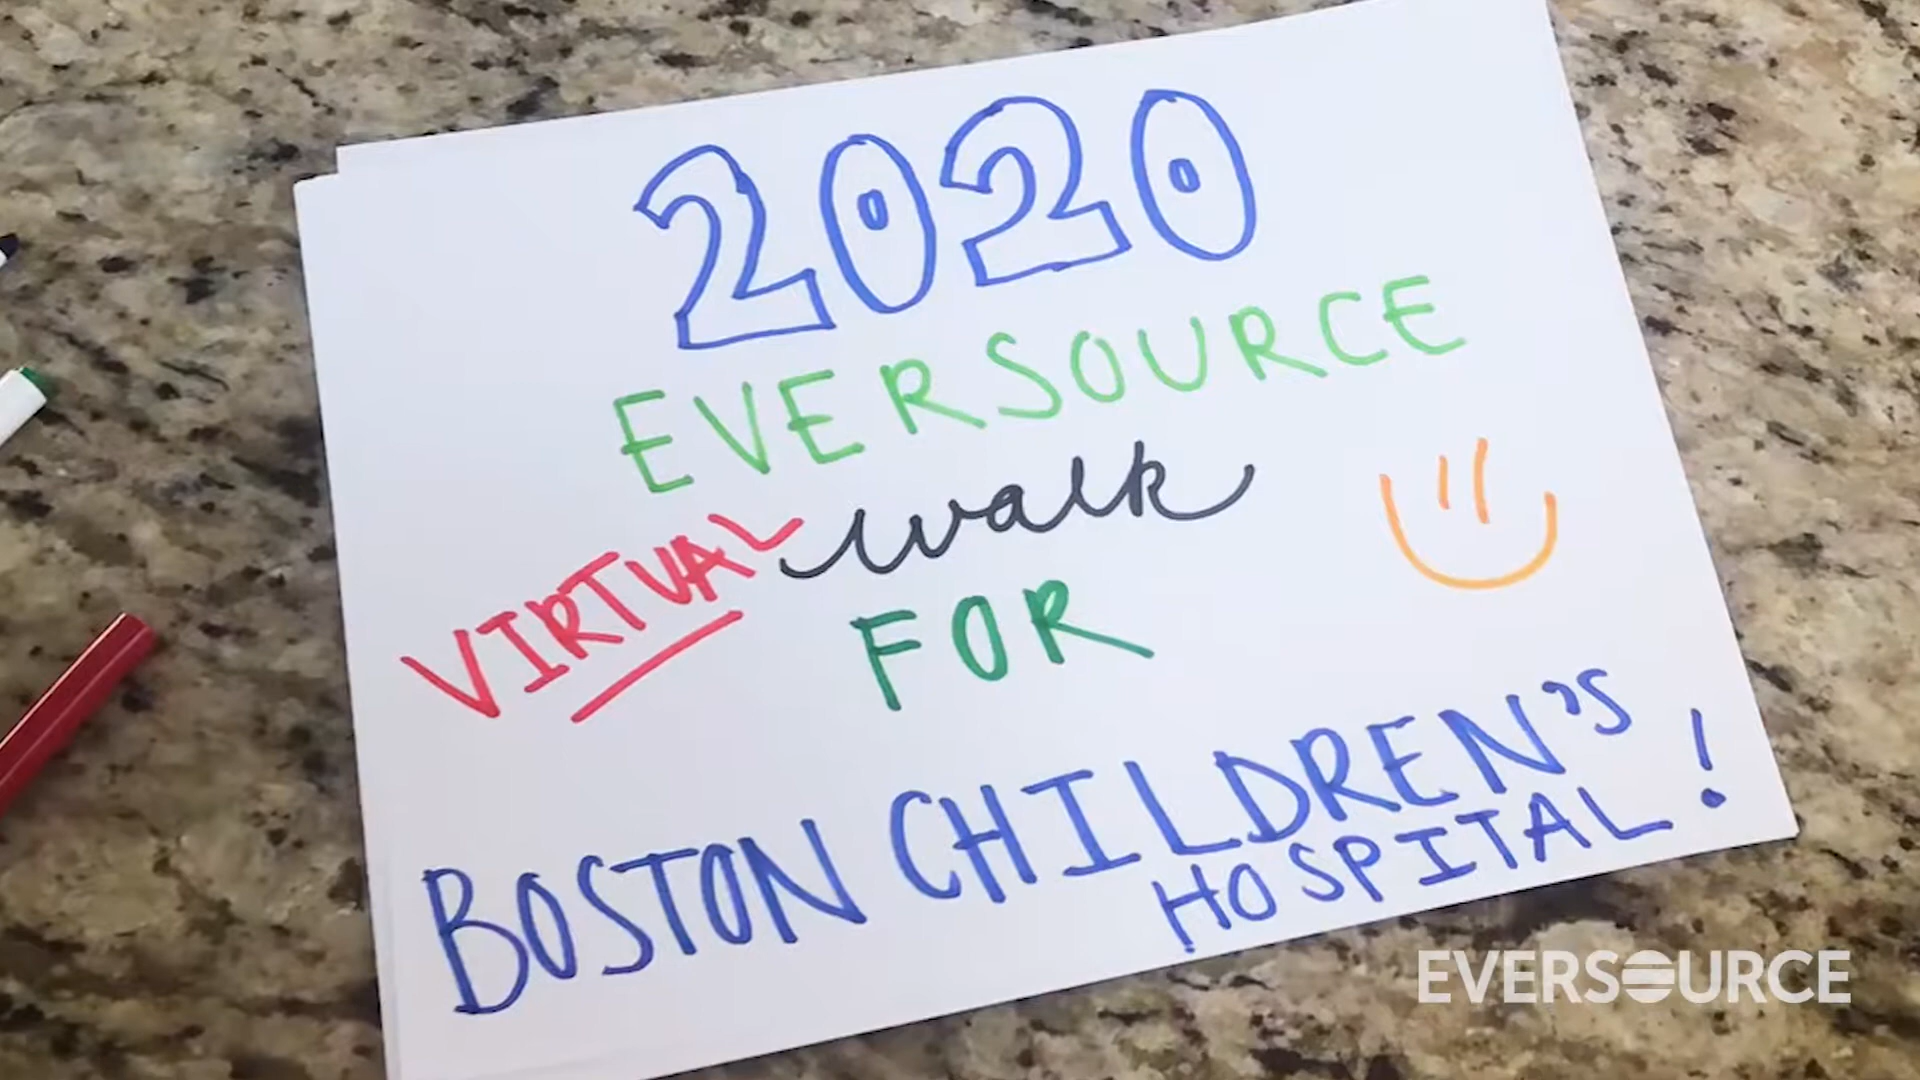 2020
EVERSOURCE
VIRTUAL walk
FOR
BOSTON CHILDREN'S
HOSPITAL!
EVERSOURCE